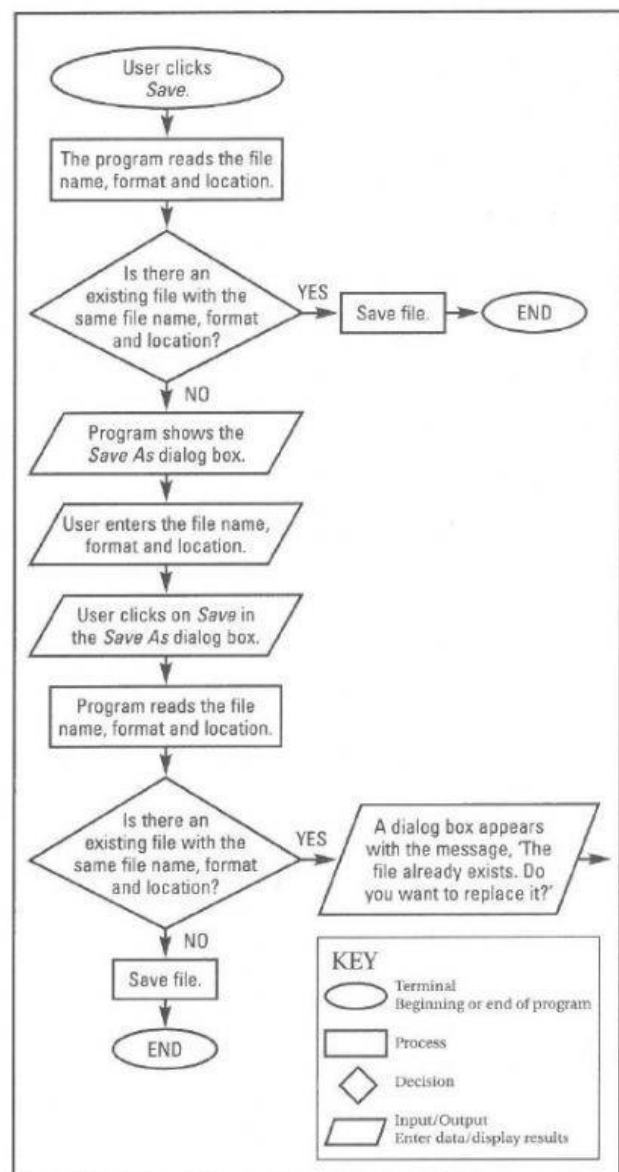 User clicks
Save.
The program reads the file
name, format and location.
Is there an
existing file with the
same file name, format
and location?
YES
Save file.
END
NO
Program shows the
Save As dialog box.
User enters the file name,
format and location.
User clicks on Save in
the Save As dialog box.
Program reads the file
name, format and location.
Is there an
existing file with the
same file name, format
and location?
YES
A dialog box appears
with the message, 'The
file already exists. Do
you want to replace it?'
NO
Save file.
END
KEY
Terminal
Beginning or end of program
Process
Decision
Input/Output
Enter data/display results